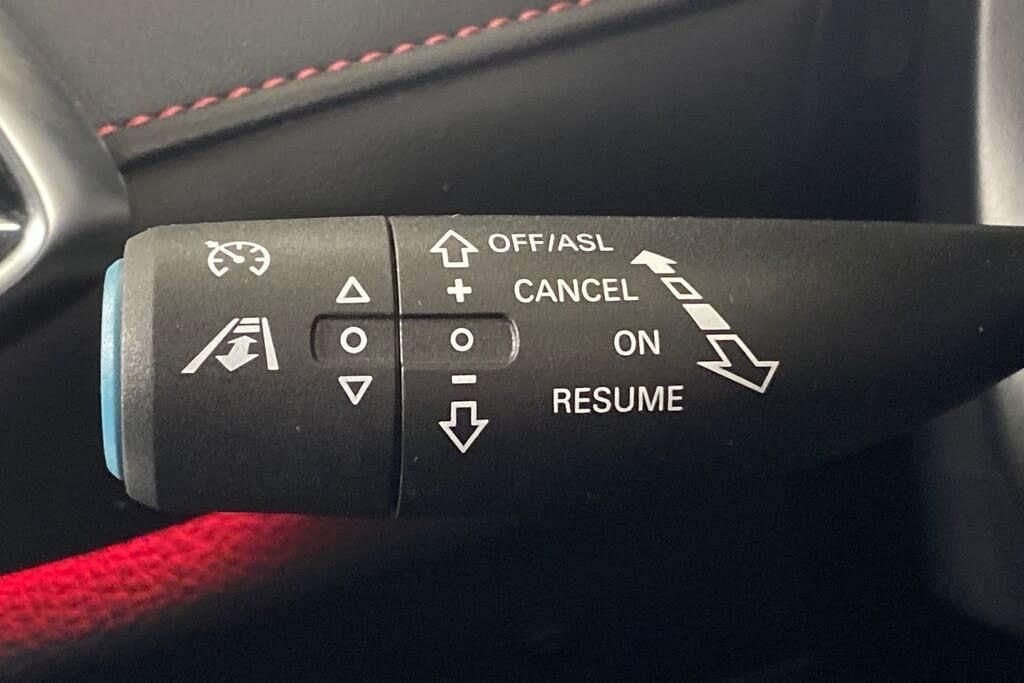 OFF/ASL
+ CANCEL
ON
−
RESUME